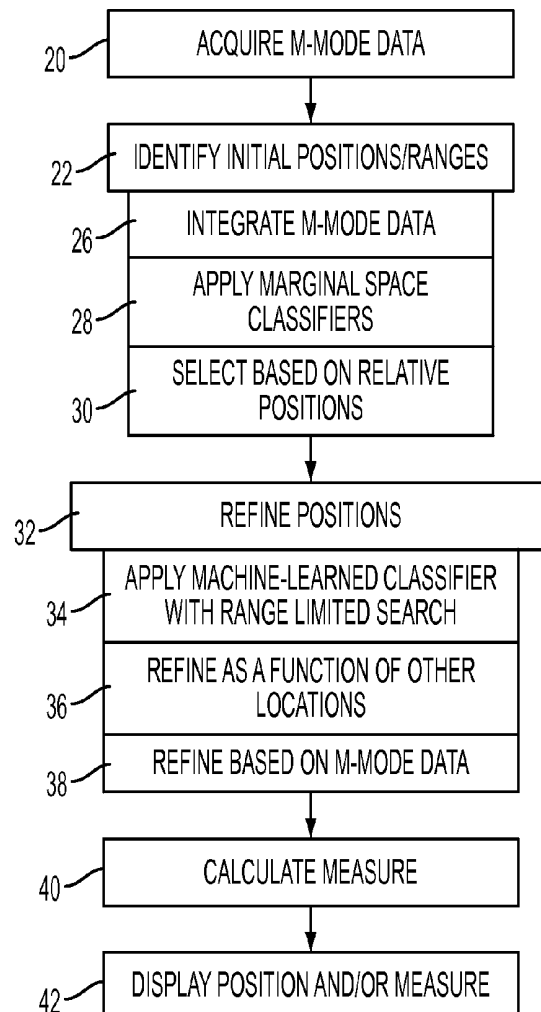 20 ACQUIRE M-MODE DATA
22 IDENTIFY INITIAL POSITIONS/RANGES
26 INTEGRATE M-MODE DATA
28 APPLY MARGINAL SPACE
CLASSIFIERS
30 SELECT BASED ON RELATIVE
POSITIONS
32 REFINE POSITIONS
34 APPLY MACHINE-LEARNED CLASSIFIER
WITH RANGE LIMITED SEARCH
36 REFINE AS A FUNCTION OF OTHER
LOCATIONS
38 REFINE BASED ON M-MODE DATA
40 CALCULATE MEASURE
42 DISPLAY POSITION AND/OR MEASURE